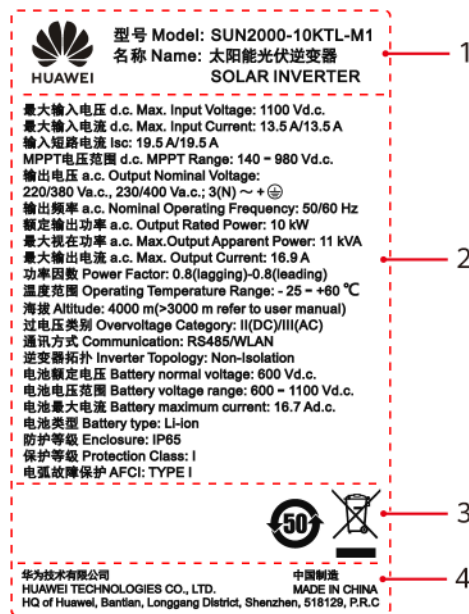 型号 Model: SUN2000-10KTL-M1
名称 Name: 太阳能光伏逆变器
SOLAR INVERTER
HUAWEI
1
最大输入电压 d.c. Max. Input Voltage: 1100 Vd.c.
最大输入电流 d.c. Max. Input Current: 13.5 A/13.5 A
输入短路电流 Isc: 19.5 A/19.5 A
MPPT电压范围 d.c. MPPT Range: 140 - 980 Vd.c.
输出电压 a.c. Output Nominal Voltage:
220/380 Va.c., 230/400 Va.c.; 3(N) ~ + ⏚
输出频率 a.c. Nominal Operating Frequency: 50/60 Hz
额定输出功率 a.c. Output Rated Power: 10 kW
最大视在功率 a.c. Max.Output Apparent Power: 11 kVA
最大输出电流 a.c. Max. Output Current: 16.9 A
功率因数 Power Factor: 0.8(lagging)-0.8(leading)
温度范围 Operating Temperature Range: - 25 - +60 ℃
海拔 Altitude: 4000 m(>3000 m refer to user manual)
过电压类别 Overvoltage Category: II(DC)/III(AC)
通讯方式 Communication: RS485/WLAN
逆变器拓扑 Inverter Topology: Non-Isolation
电池额定电压 Battery normal voltage: 600 Vd.c.
电池电压范围 Battery voltage range: 600 - 1100 Vd.c.
电池最大电流 Battery maximum current: 16.7 Ad.c.
电池类型 Battery type: Li-ion
防护等级 Enclosure: IP65
保护等级 Protection Class: I
电弧故障保护 AFCI: TYPE I
2
50
3
华为技术有限公司 中国制造
HUAWEI TECHNOLOGIES CO., LTD. MADE IN CHINA
HQ of Huawei, Bantian, Longgang District, Shenzhen, 518129, P.R.C
4